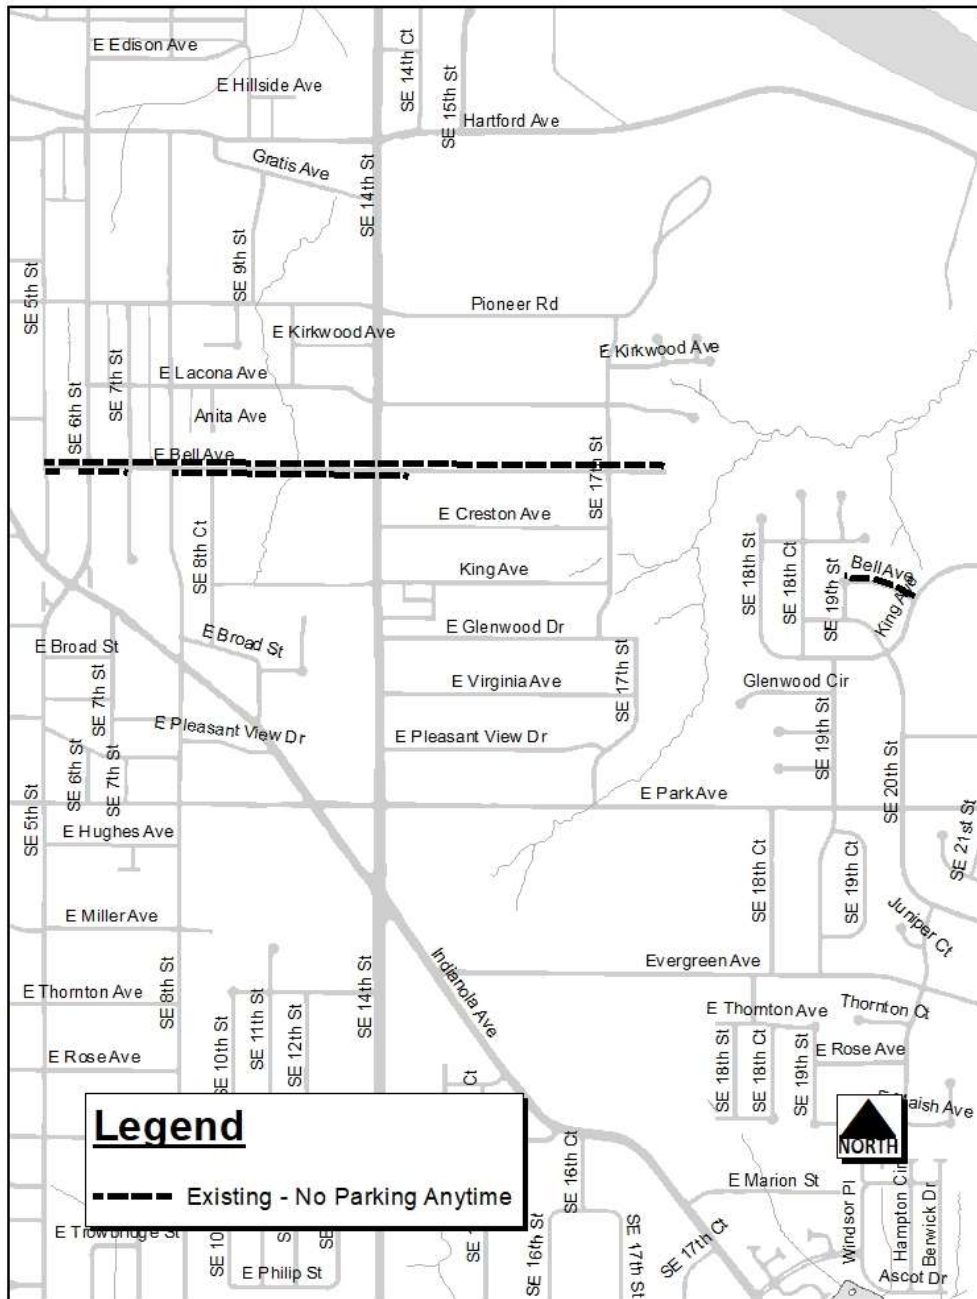 E Edison Ave
E Hillside Ave
SE 14th Ct
SE 15th St
Hartford Ave
Gratis Ave
SE 14th St
SE 9th St
SE 5th St
Pioneer Rd
E Kirkwood Ave
E Kirkwood Ave
SE 7th St
E Lacona Ave
SE 6th St
Anita Ave
E Bell Ave
SE 17th St
E Creston Ave
SE 8th Ct
King Ave
SE 18th St
SE 18th Ct
SE 19th St
Bell Ave
King Ave
E Glenwood Dr
E Broad St
E Broad St
SE 7th St
E Virginia Ave
SE 17th St
Glenwood Cir
E Pleasant View Dr
E Pleasant View Dr
SE 19th St
SE 6th St
SE 7th St
SE 20th St
E Park Ave
SE 5th St
E Hughes Ave
SE 21st St
SE 18th Ct
SE 19th Ct
E Miller Ave
Juniper Ct
Indianola Ave
Evergreen Ave
SE 8th St
SE 14th St
E Thornton Ave
SE 10th St
SE 11th St
SE 12th St
E Thornton Ave
Thornton Ct
E Rose Ave
SE 18th St
SE 18th Ct
SE 19th St
E Rose Ave
Ct
aish Ave
NORTH
Legend
Existing - No Parking Anytime
SE 16th Ct
E Marion St
Windsor Pl
Hampton Cir
Berwick Dr
E Trowbridge St
SE 10
S
SE
SE 16th St
SE 17th St
SE 17th Ct
E Philip St
Ascot Dr